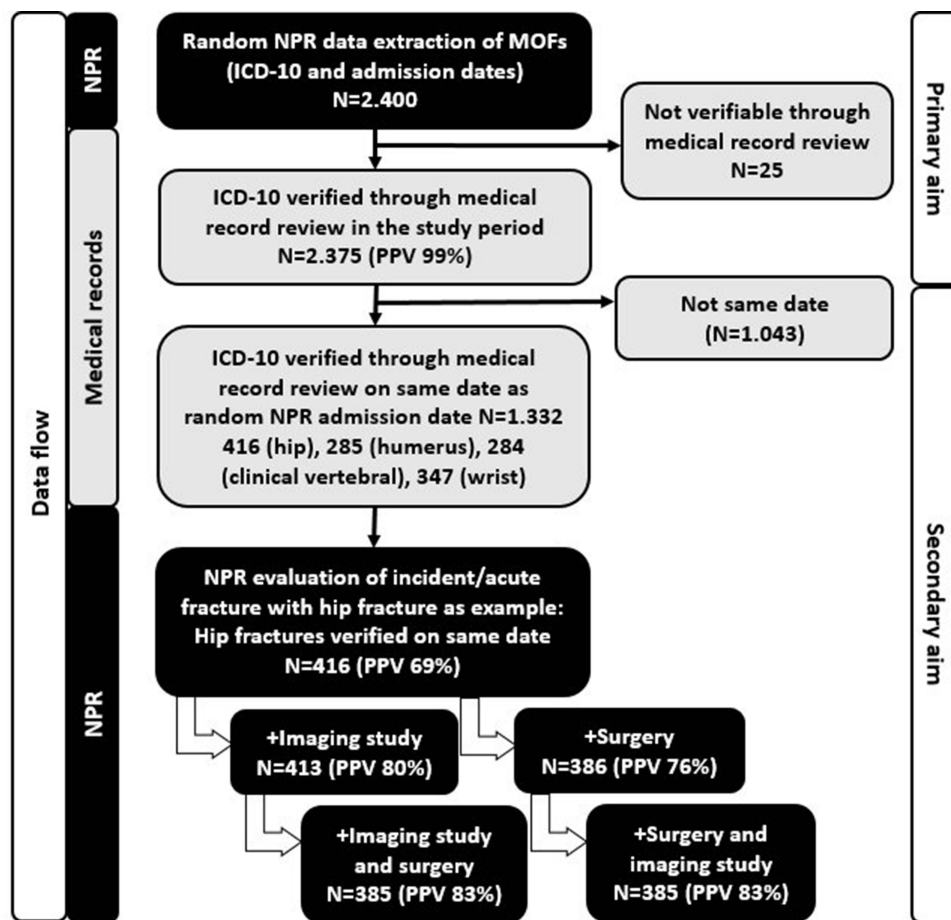 Data flow
NPR
Medical records
NPR
Random NPR data extraction of MOFs
(ICD-10 and admission dates)
N=2.400
Not verifiable through
medical record review
N=25
ICD-10 verified through medical
record review in the study period
N=2.375 (PPV 99%)
Not same date
(N=1.043)
ICD-10 verified through medical
record review on same date as
random NPR admission date N=1.332
416 (hip), 285 (humerus), 284
(clinical vertebral), 347 (wrist)
NPR evaluation of incident/acute
fracture with hip fracture as example:
Hip fractures verified on same date
N=416 (PPV 69%)
+Imaging study
N=413 (PPV 80%)
+Surgery
N=386 (PPV 76%)
+Imaging study
and surgery
N=385 (PPV 83%)
+Surgery and
imaging study
N=385 (PPV 83%)
Primary aim
Secondary aim